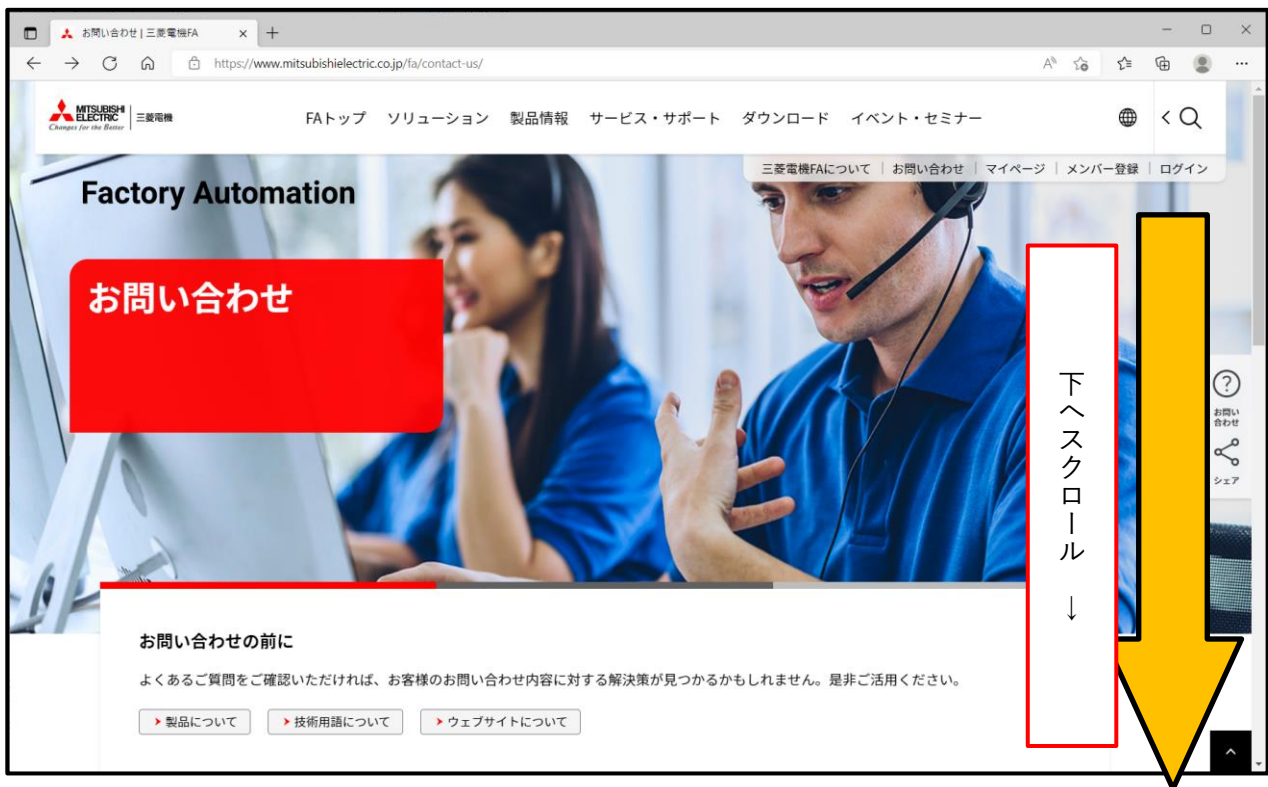 お問い合わせ | 三菱電機FA
https://www.mitsubishielectric.co.jp/fa/contact-us/
MITSUBISHI ELECTRIC
Changes for the Better
三菱電機
FAトップ ソリューション 製品情報 サービス・サポート ダウンロード イベント・セミナー
三菱電機FAについて お問い合わせ マイページ メンバー登録 ログイン
Factory Automation
お問い合わせ
下へスクロール ↓
お問い
合わせ
シェア
お問い合わせの前に
よくあるご質問をご確認いただければ、お客様のお問い合わせ内容に対する解決策が見つかるかもしれません。是非ご活用ください。
製品について 技術用語について ウェブサイトについて